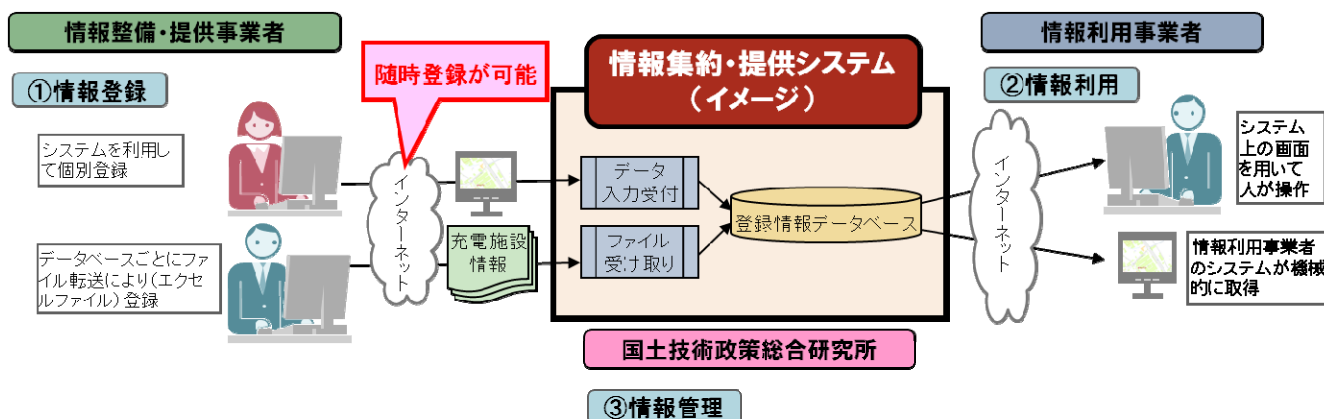 情報整備・提供事業者
①情報登録
システムを利用し
て個別登録
データベースごとにファ
イル転送により(エクセ
ルファイル)登録
随時登録が可能
インターネット
充電施設
情報
情報集約・提供システム
(イメージ)
データ
入力受付
ファイル
受け取り
登録情報データベース
国土技術政策総合研究所
③情報管理
情報利用事業者
②情報利用
インターネット
システム
上の画面
を用いて
人が操作
情報利用事業者
のシステムが機械
的に取得